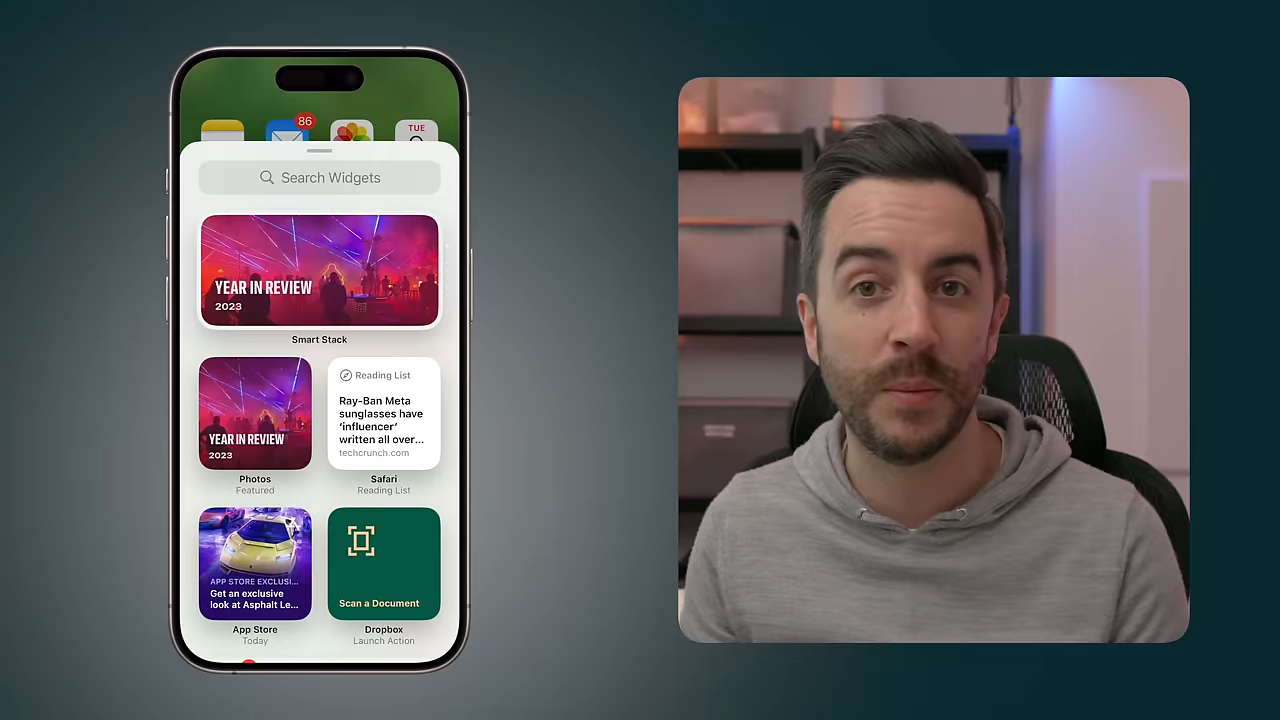 86
TUE
Search Widgets
YEAR IN REVIEW
2023
Smart Stack
YEAR IN REVIEW
2023
Photos
Featured
Reading List
Ray-Ban Meta
sunglasses have
‘influencer’
written all over...
techcrunch.com
Safari
Reading List
APP STORE EXCLUSI...
Get an exclusive
look at Asphalt Le...
App Store
Today
Scan a Document
Dropbox
Launch Action